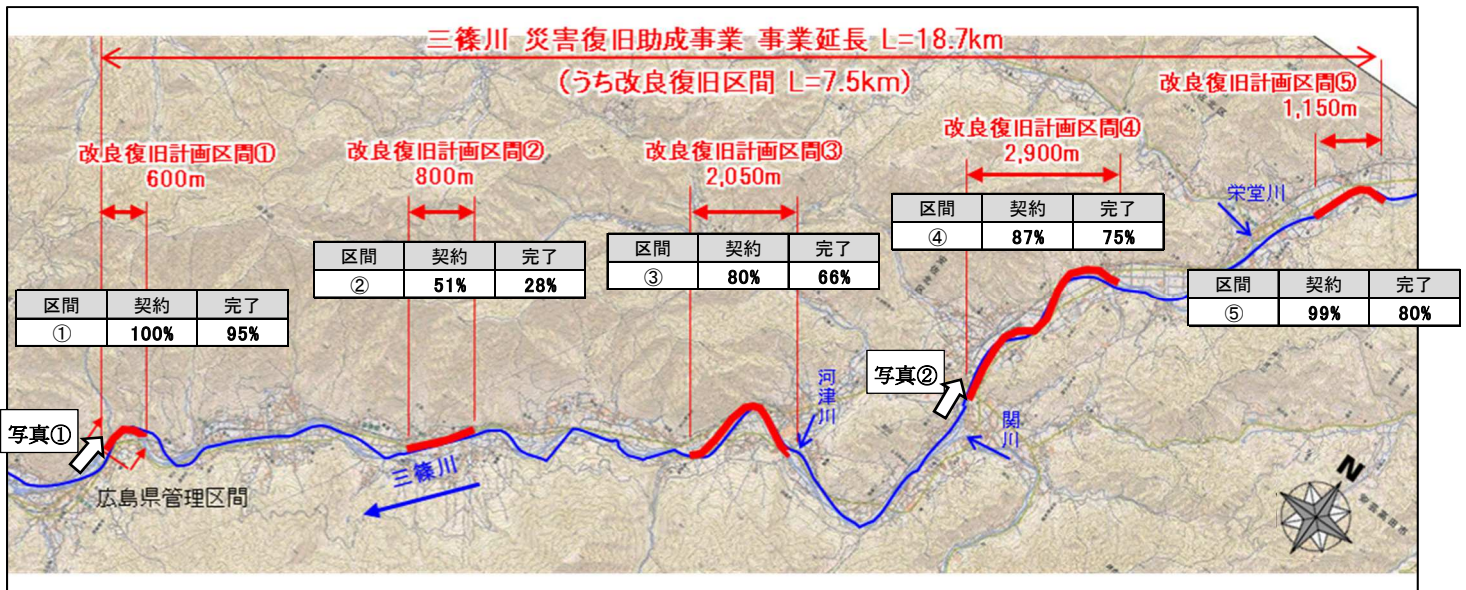 三篠川 災害復旧助成事業 事業延長 L=18.7km
(うち改良復旧区間 L=7.5km)
改良復旧計画区間①
600m
改良復旧計画区間②
800m
改良復旧計画区間③
2,050m
改良復旧計画区間④
2,900m
改良復旧計画区間⑤
1,150m
区間 契約 完了
① 100% 95%
区間 契約 完了
② 51% 28%
区間 契約 完了
③ 80% 66%
区間 契約 完了
④ 87% 75%
区間 契約 完了
⑤ 99% 80%
栄堂川
写真①
写真②
河津川
関川
三篠川
広島県管理区間
N